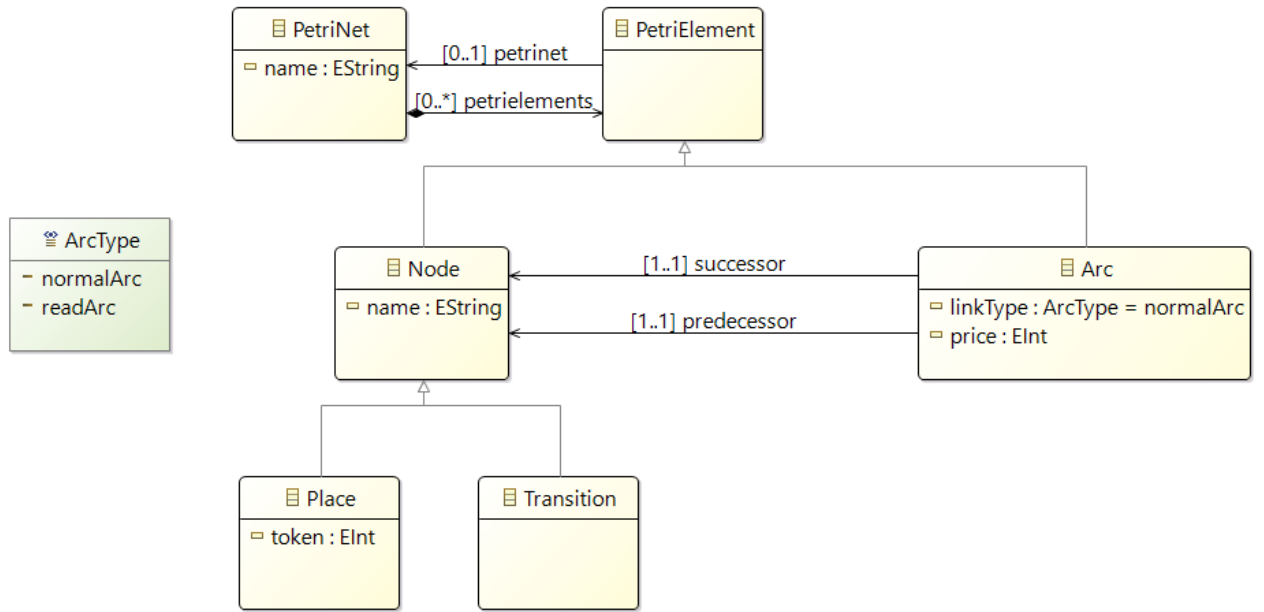 PetriNet
name : EString
PetriElement
[0..1] petrinet
[0..*] petrielements
ArcType
normalArc
readArc
Node
name : EString
[1..1] successor
[1..1] predecessor
Arc
linkType : ArcType = normalArc
price : EInt
Place
token : EInt
Transition